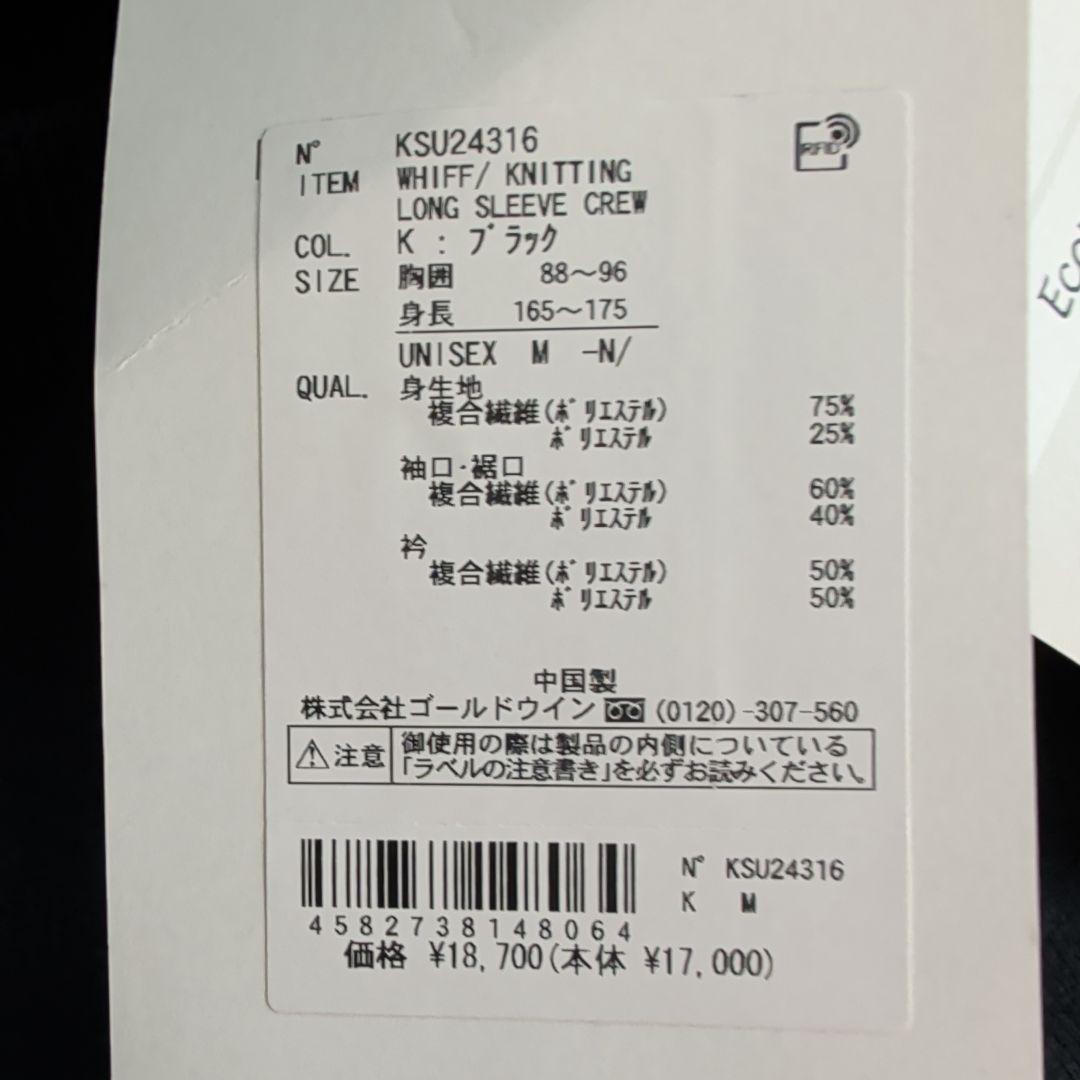 N° KSU24316
RFID
ITEM WHIFF/ KNITTING
LONG SLEEVE CREW
COL. K : ブラック
SIZE 胸囲 88～96
身長 165～175
UNISEX M -N/
QUAL. 身生地
複合繊維(ポリエステル) 75%
ポリエステル 25%
袖口・裾口
複合繊維(ポリエステル) 60%
ポリエステル 40%
衿
複合繊維(ポリエステル) 50%
ポリエステル 50%
中国製
株式会社ゴールドウイン (0120)-307-560
注意 御使用の際は製品の内側についている
「ラベルの注意書き」を必ずお読みください。
N° KSU24316
K M
4582738148064
価格 ¥18,700(本体 ¥17,000)